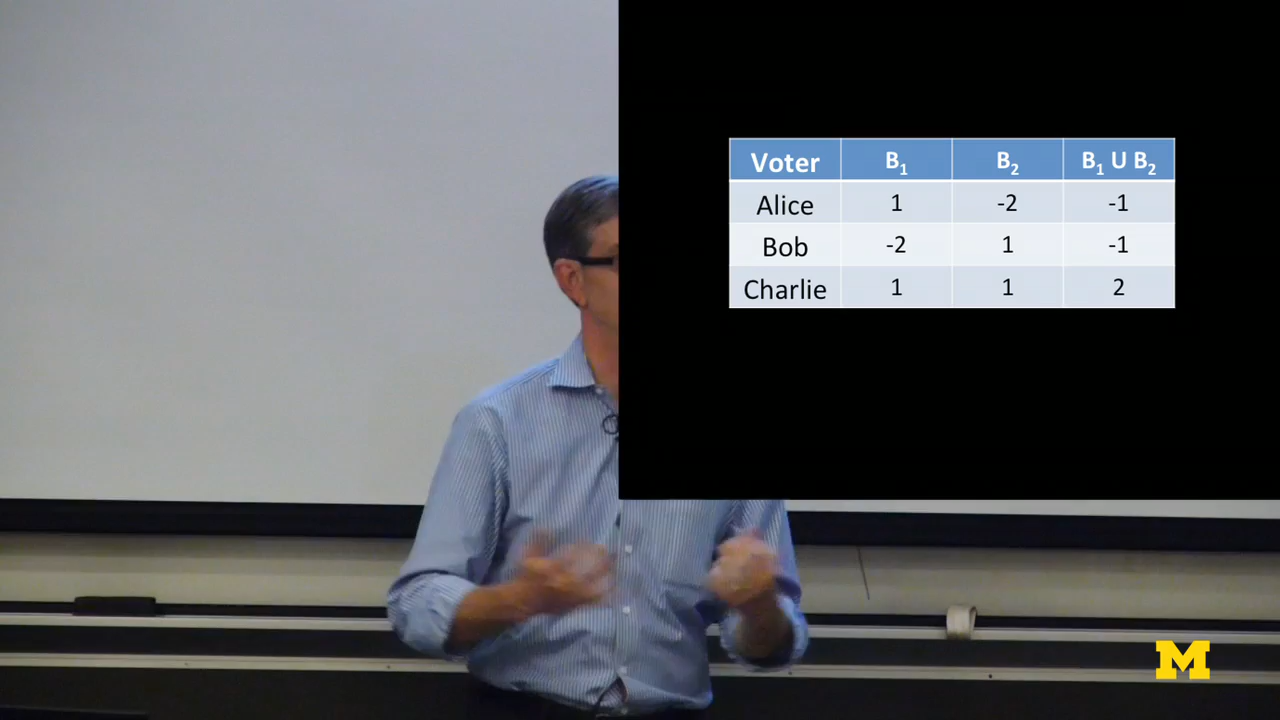 Voter B₁ B₂ B₁ U B₂
Alice 1 -2 -1
Bob -2 1 -1
Charlie 1 1 2
M